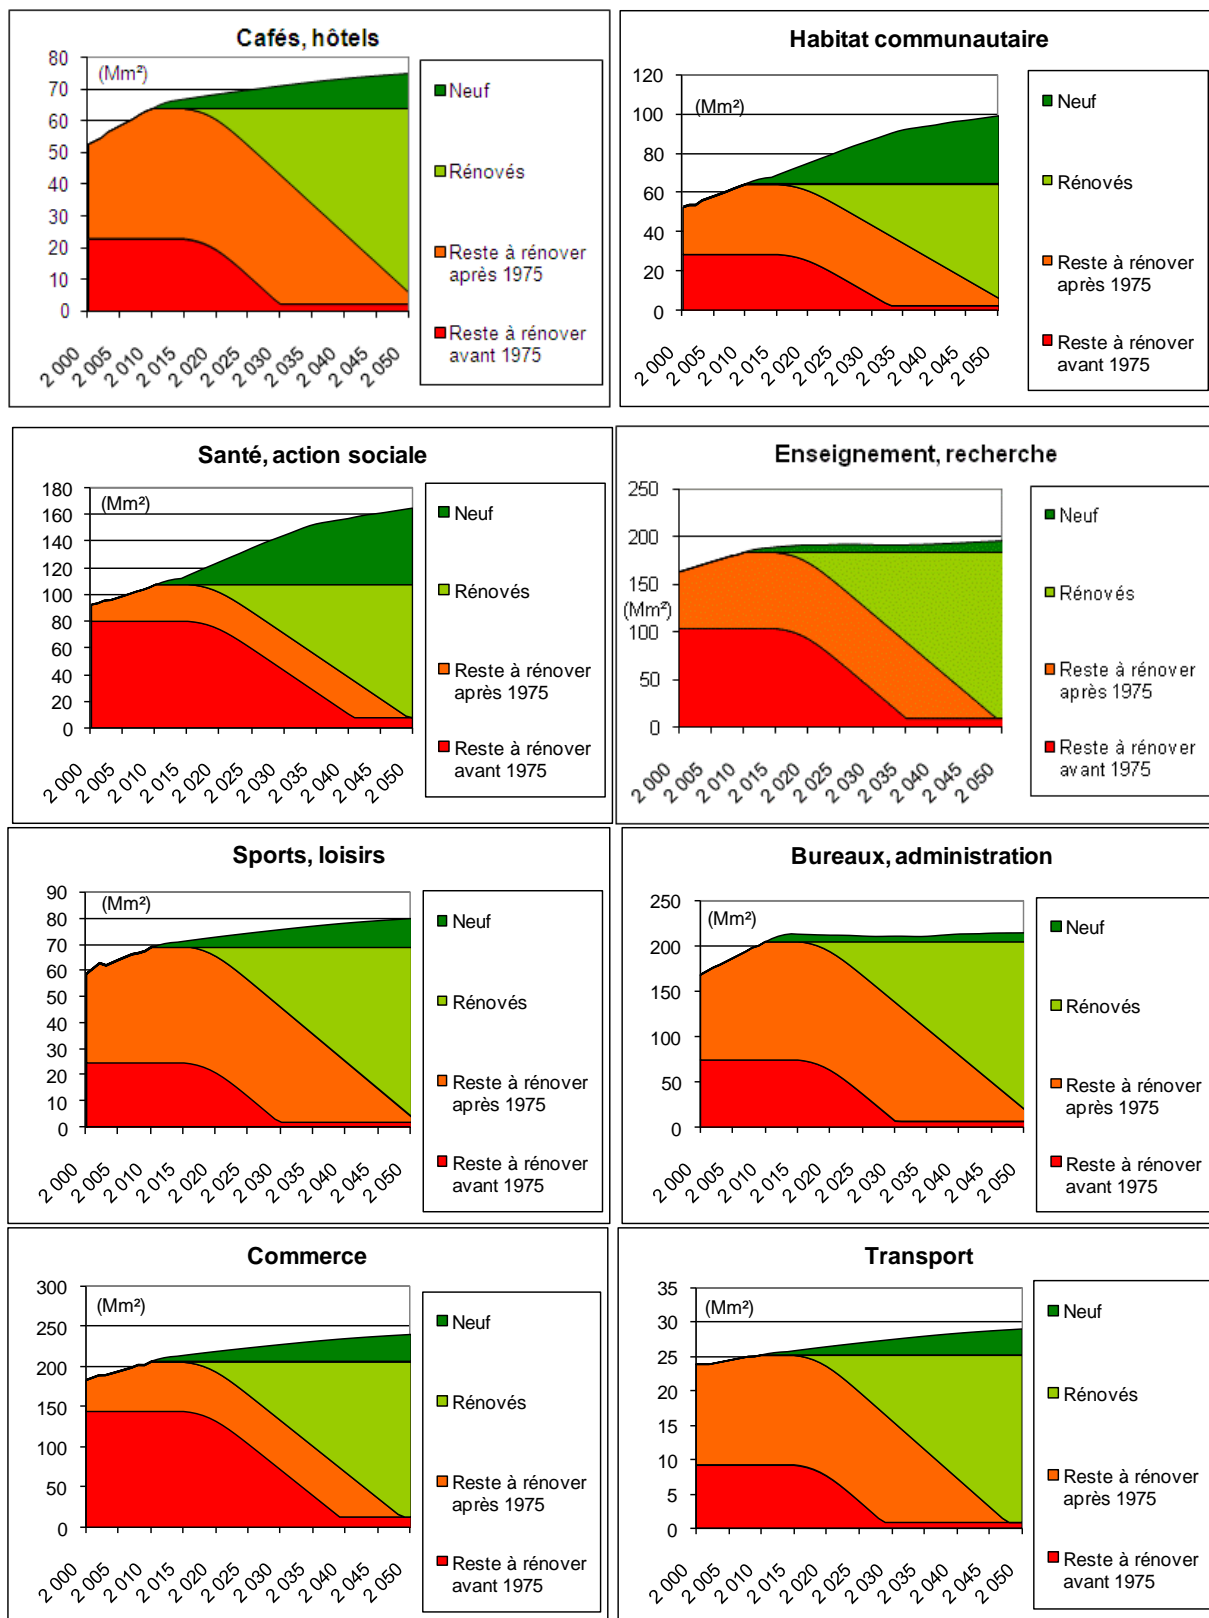 Cafés, hôtels
(Mm²)
80
70
60
50
40
30
20
10
0
2 000
2 005
2 010
2 015
2 020
2 025
2 030
2 035
2 040
2 045
2 050
Neuf
Rénovés
Reste à rénover
après 1975
Reste à rénover
avant 1975
Habitat communautaire
(Mm²)
120
100
80
60
40
20
0
2 000
2 005
2 010
2 015
2 020
2 025
2 030
2 035
2 040
2 045
2 050
Neuf
Rénovés
Reste à rénover
après 1975
Reste à rénover
avant 1975
Santé, action sociale
(Mm²)
180
160
140
120
100
80
60
40
20
0
2 000
2 005
2 010
2 015
2 020
2 025
2 030
2 035
2 040
2 045
2 050
Neuf
Rénovés
Reste à rénover
après 1975
Reste à rénover
avant 1975
Enseignement, recherche
250
200
150
(Mm²)
100
50
0
2 000
2 005
2 010
2 015
2 020
2 025
2 030
2 035
2 040
2 045
2 050
Neuf
Rénovés
Reste à rénover
après 1975
Reste à rénover
avant 1975
Sports, loisirs
(Mm²)
90
80
70
60
50
40
30
20
10
0
2 000
2 005
2 010
2 015
2 020
2 025
2 030
2 035
2 040
2 045
2 050
Neuf
Rénovés
Reste à rénover
après 1975
Reste à rénover
avant 1975
Bureaux, administration
(Mm²)
250
200
150
100
50
0
2 000
2 005
2 010
2 015
2 020
2 025
2 030
2 035
2 040
2 045
2 050
Neuf
Rénovés
Reste à rénover
après 1975
Reste à rénover
avant 1975
Commerce
(Mm²)
300
250
200
150
100
50
0
2 000
2 005
2 010
2 015
2 020
2 025
2 030
2 035
2 040
2 045
2 050
Neuf
Rénovés
Reste à rénover
après 1975
Reste à rénover
avant 1975
Transport
(Mm²)
35
30
25
20
15
10
5
0
2 000
2 005
2 010
2 015
2 020
2 025
2 030
2 035
2 040
2 045
2 050
Neuf
Rénovés
Reste à rénover
après 1975
Reste à rénover
avant 1975